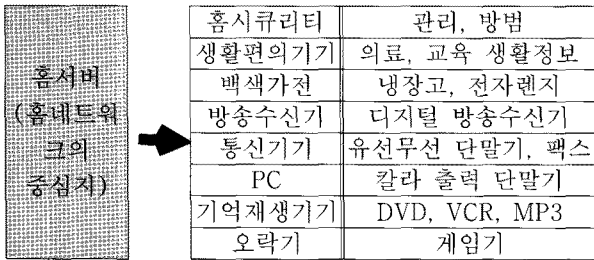 홈서버
(홈네트워
크의
중심지)
홈시큐리티 관리, 방범
생활편의기기 의료, 교육 생활정보
백색가전 냉장고, 전자렌지
방송수신기 디지털 방송수신기
통신기기 유선무선 단말기, 팩스
PC 칼라 출력 단말기
기억재생기기 DVD, VCR, MP3
오락기 게임기